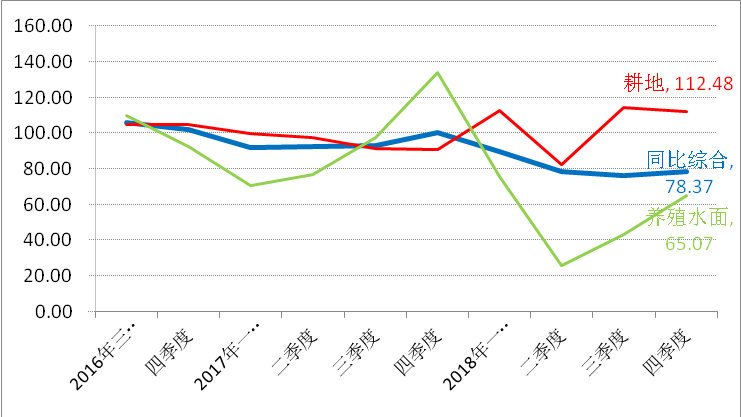 160.00
140.00
120.00
100.00
80.00
60.00
40.00
20.00
0.00
耕地, 112.48
同比综合,
78.37
养殖水面,
65.07
2016年三..
四季度
2017年一..
二季度
三季度
四季度
2018年一..
二季度
三季度
四季度